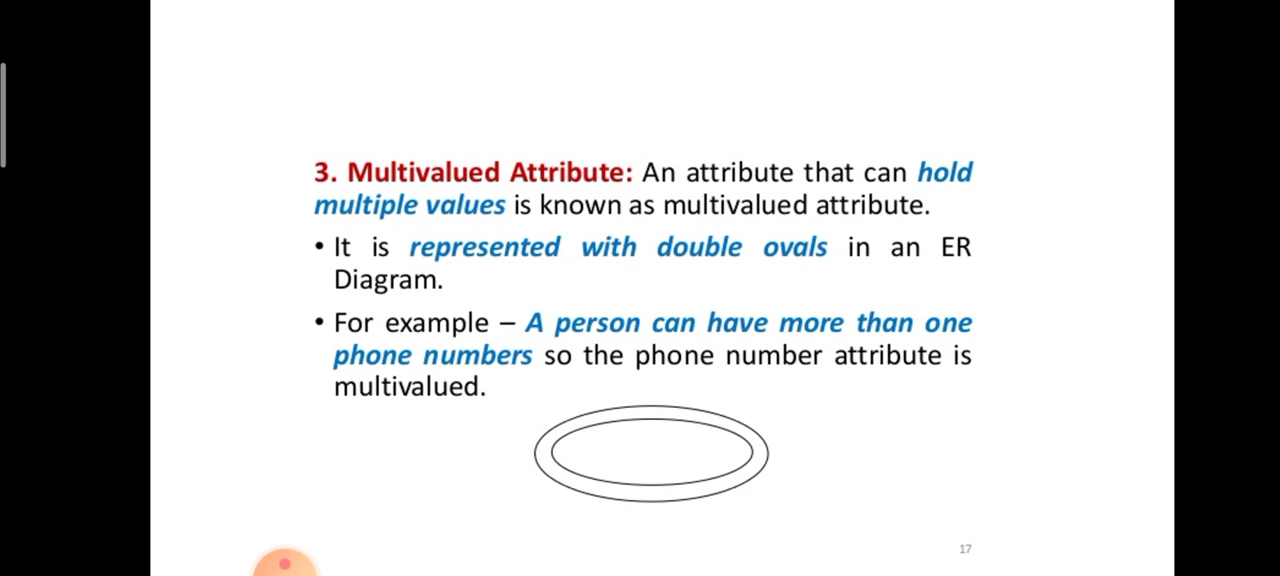 3. Multivalued Attribute: An attribute that can hold
multiple values is known as multivalued attribute.
• It is represented with double ovals in an ER
Diagram.
• For example – A person can have more than one
phone numbers so the phone number attribute is
multivalued.
17